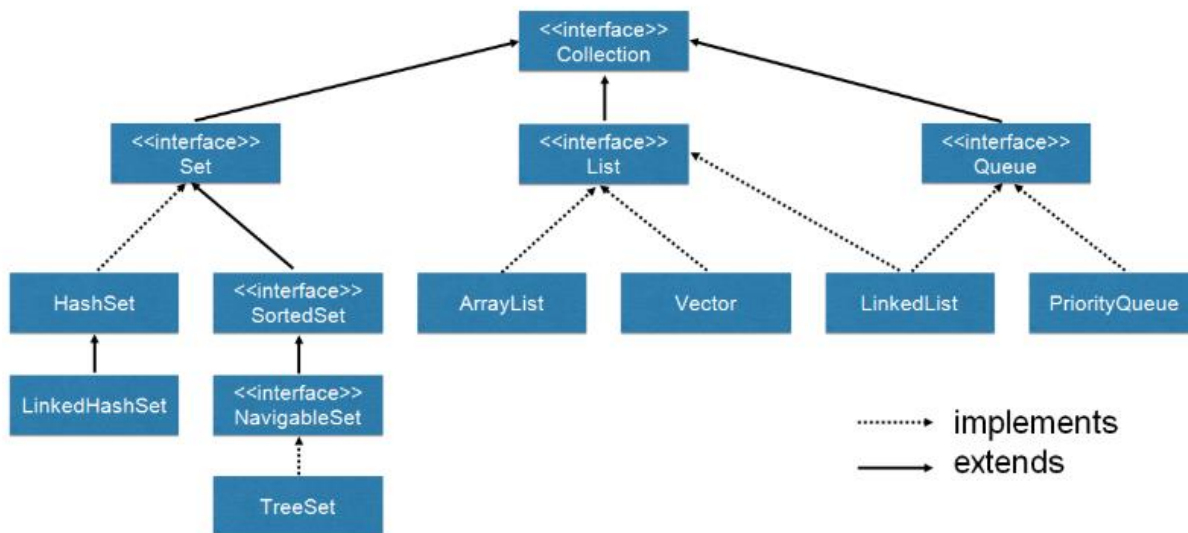 <<interface>>
Collection
<<interface>>
Set
<<interface>>
List
<<interface>>
Queue
HashSet
<<interface>>
SortedSet
ArrayList
Vector
LinkedList
PriorityQueue
LinkedHashSet
<<interface>>
NavigableSet
implements
extends
TreeSet